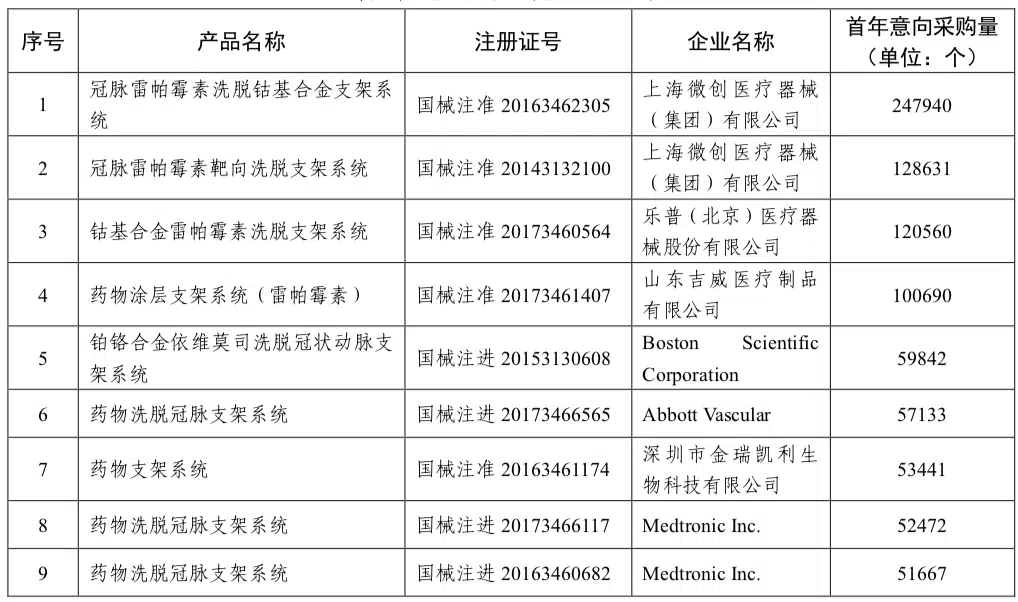 序号 产品名称 注册证号 企业名称 首年意向采购量
（单位：个）
1 冠脉雷帕霉素洗脱钴基合金支架系
统 国械注准 20163462305 上海微创医疗器械
（集团）有限公司 247940
2 冠脉雷帕霉素靶向洗脱支架系统 国械注准 20143132100 上海微创医疗器械
（集团）有限公司 128631
3 钴基合金雷帕霉素洗脱支架系统 国械注准 20173460564 乐普（北京）医疗器
械股份有限公司 120560
4 药物涂层支架系统（雷帕霉素） 国械注准 20173461407 山东吉威医疗制品
有限公司 100690
5 铂铬合金依维莫司洗脱冠状动脉支
架系统 国械注进 20153130608 Boston Scientific
Corporation 59842
6 药物洗脱冠脉支架系统 国械注进 20173466565 Abbott Vascular 57133
7 药物支架系统 国械注准 20163461174 深圳市金瑞凯利生
物科技有限公司 53441
8 药物洗脱冠脉支架系统 国械注进 20173466117 Medtronic Inc. 52472
9 药物洗脱冠脉支架系统 国械注进 20163460682 Medtronic Inc. 51667